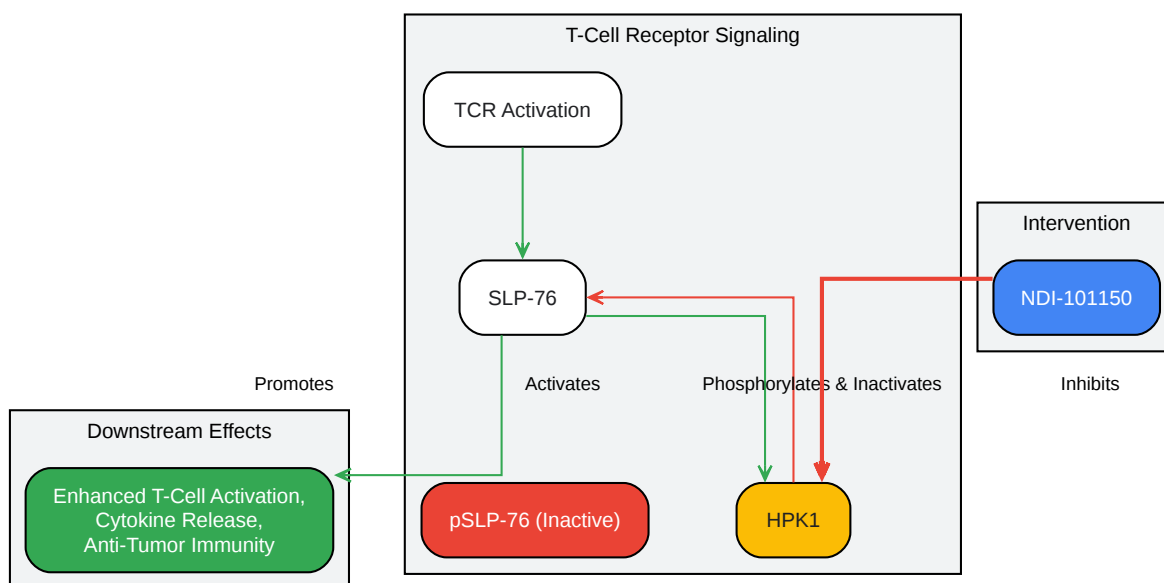 T-Cell Receptor Signaling
TCR Activation
Intervention
SLP-76
NDI-101150
Promotes
Activates
Phosphorylates & Inactivates
Inhibits
Downstream Effects
Enhanced T-Cell Activation,
Cytokine Release,
Anti-Tumor Immunity
pSLP-76 (Inactive)
HPK1